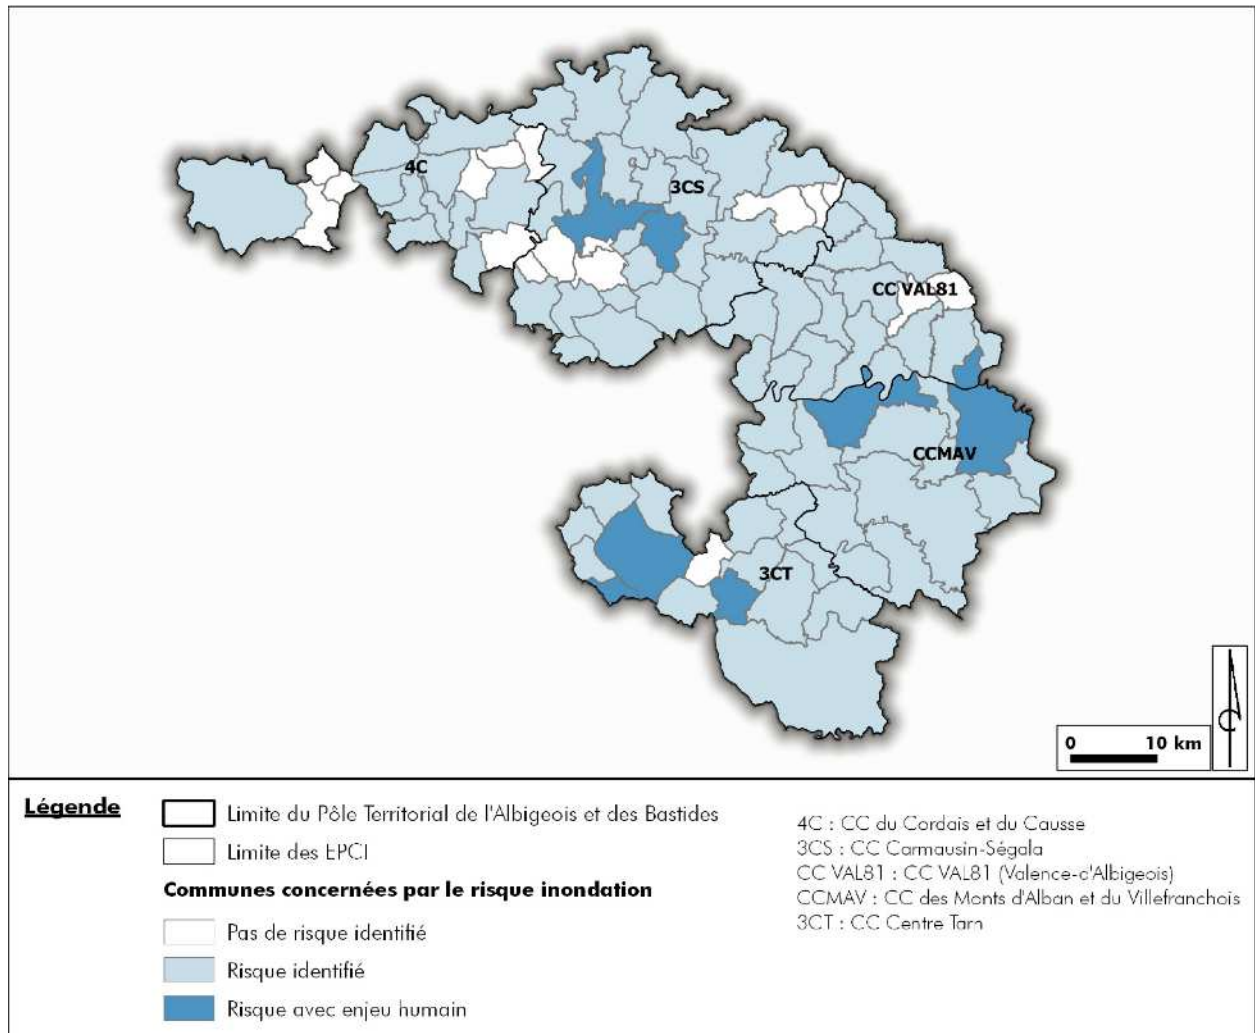 4C
3CS
CC VAL81
CCMAV
3CT
0 10 km
Légende
Limite du Pôle Territorial de l'Albigeois et des Bastides
Limite des EPCI
Communes concernées par le risque inondation
Pas de risque identifié
Risque identifié
Risque avec enjeu humain
4C : CC du Cordais et du Causse
3CS : CC Carmausin-Ségala
CC VAL81 : CC VAL81 (Valence-d'Albigeois)
CCMAV : CC des Monts d'Alban et du Villefranchois
3CT : CC Centre Tarn